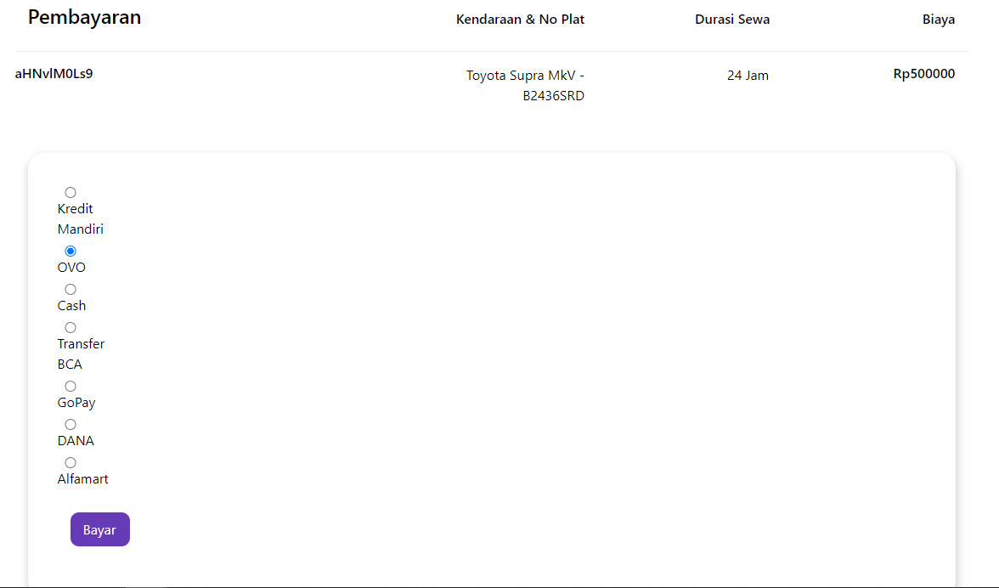 Pembayaran Kendaraan & No Plat Durasi Sewa Biaya
aHNvlM0Ls9 Toyota Supra MkV - 24 Jam Rp500000
B2436SRD
Kredit
Mandiri
OVO
Cash
Transfer
BCA
GoPay
DANA
Alfamart
Bayar